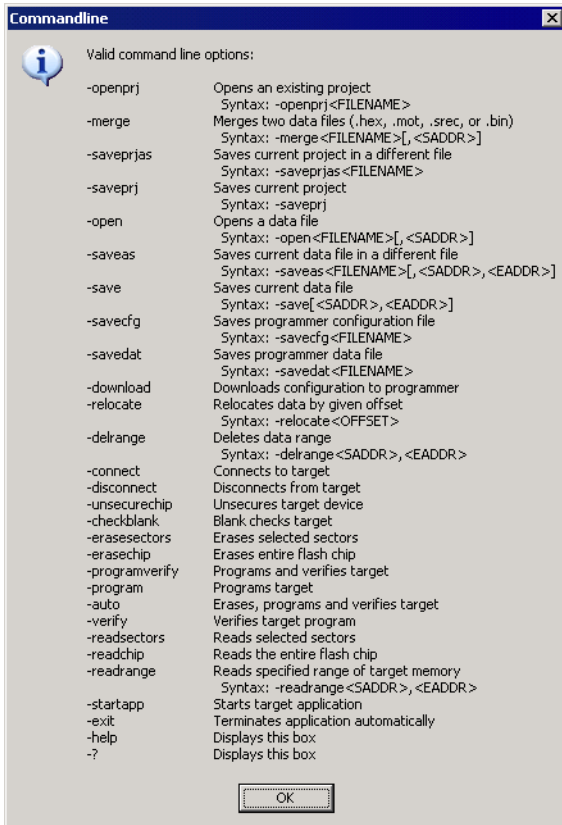 Commandline
Valid command line options:
-openprj Opens an existing project
Syntax: -openprj<FILENAME>
-merge Merges two data files (.hex, .mot, .srec, or .bin)
Syntax: -merge<FILENAME>[,<SADDR>]
-saveprjas Saves current project in a different file
Syntax: -saveprjas<FILENAME>
-saveprj Saves current project
Syntax: -saveprj
-open Opens a data file
Syntax: -open<FILENAME>[,<SADDR>]
-saveas Saves current data file in a different file
Syntax: -saveas<FILENAME>[,<SADDR>,<EADDR>]
-save Saves current data file
Syntax: -save[<SADDR>,<EADDR>]
-savecfg Saves programmer configuration file
Syntax: -savecfg<FILENAME>
-savedat Saves programmer data file
Syntax: -savedat<FILENAME>
-download Downloads configuration to programmer
-relocate Relocates data by given offset
Syntax: -relocate<OFFSET>
-delrange Deletes data range
Syntax: -delrange<SADDR>,<EADDR>
-connect Connects to target
-disconnect Disconnects from target
-unsecurechip Unsecures target device
-checkblank Blank checks target
-erasesectors Erases selected sectors
-erasechip Erases entire flash chip
-programverify Programs and verifies target
-program Programs target
-auto Erases, programs and verifies target
-verify Verifies target program
-readsectors Reads selected sectors
-readchip Reads the entire flash chip
-readrange Reads specified range of target memory
Syntax: -readrange<SADDR>,<EADDR>
-startapp Starts target application
-exit Terminates application automatically
-help Displays this box
-? Displays this box
OK